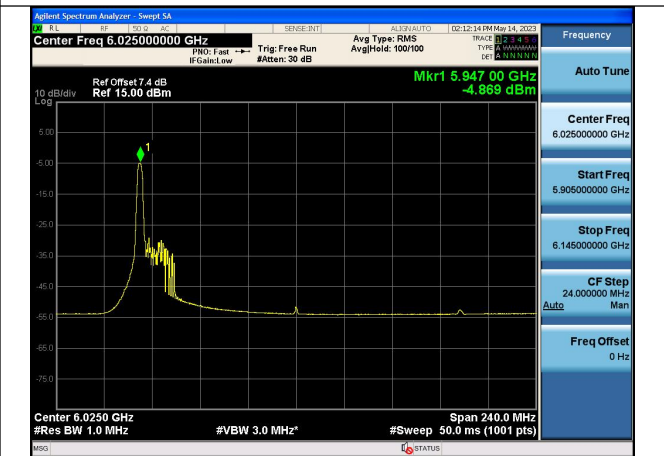 Agilent Spectrum Analyzer - Swept SA
RL RF 50 Ω AC SENSE:INT ALIGN AUTO 02:12:14 PM May 14, 2023
Center Freq 6.025000000 GHz
PNO: Fast
IFGain:Low
Trig: Free Run
#Atten: 30 dB
Avg Type: RMS
Avg|Hold: 100/100
TRACE 1 2 3 4 5 6
TYPE A WWWWW
DET A N N N N N
Ref Offset 7.4 dB
10 dB/div Ref 15.00 dBm
Log
Mkr1 5.947 00 GHz
-4.869 dBm
1
5.00
-5.00
-15.0
-25.0
-35.0
-45.0
-55.0
-65.0
-75.0
Center 6.0250 GHz Span 240.0 MHz
#Res BW 1.0 MHz #VBW 3.0 MHz* #Sweep 50.0 ms (1001 pts)
MSG STATUS
Frequency
Auto Tune
Center Freq
6.025000000 GHz
Start Freq
5.905000000 GHz
Stop Freq
6.145000000 GHz
CF Step
24.000000 MHz
Auto Man
Freq Offset
0 Hz